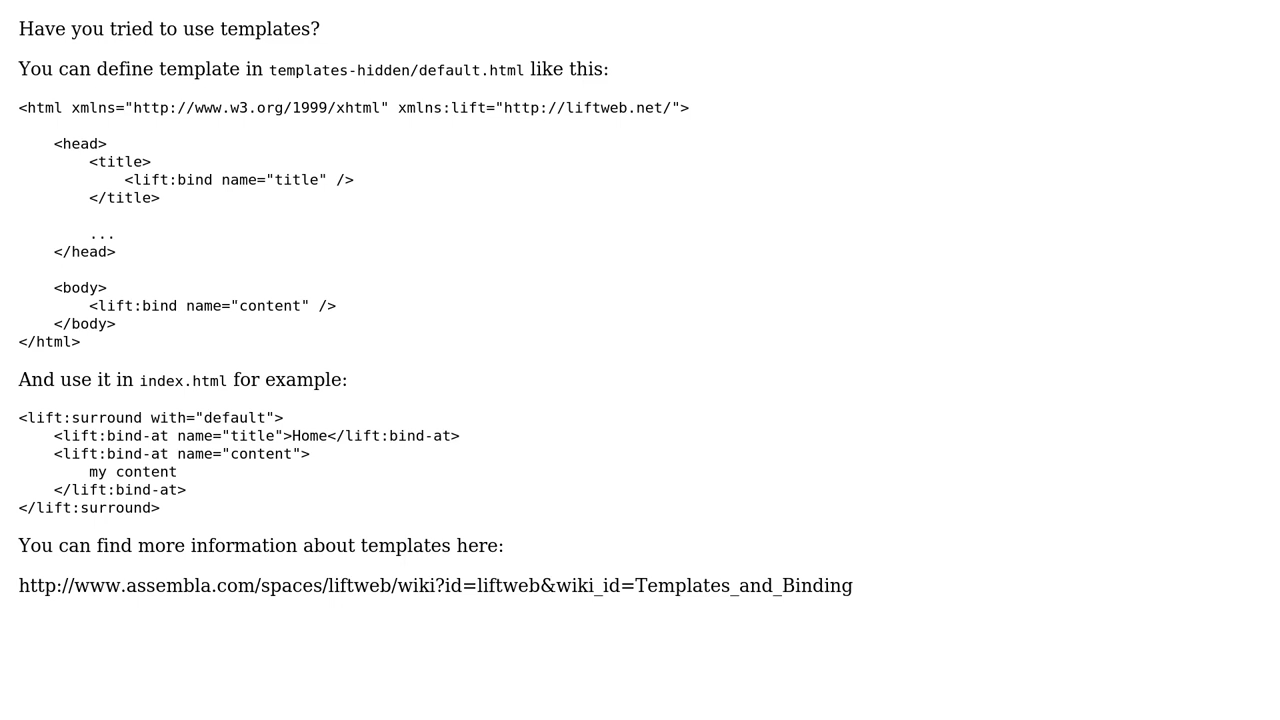 Have you tried to use templates?
You can define template in templates-hidden/default.html like this:
<html xmlns="http://www.w3.org/1999/xhtml" xmlns:lift="http://liftweb.net/">
    <head>
        <title>
            <lift:bind name="title" />
        </title>
        ...
    </head>
    <body>
        <lift:bind name="content" />
    </body>
</html>
And use it in index.html for example:
<lift:surround with="default">
    <lift:bind-at name="title">Home</lift:bind-at>
    <lift:bind-at name="content">
        my content
    </lift:bind-at>
</lift:surround>
You can find more information about templates here:
http://www.assembla.com/spaces/liftweb/wiki?id=liftweb&wiki_id=Templates_and_Binding